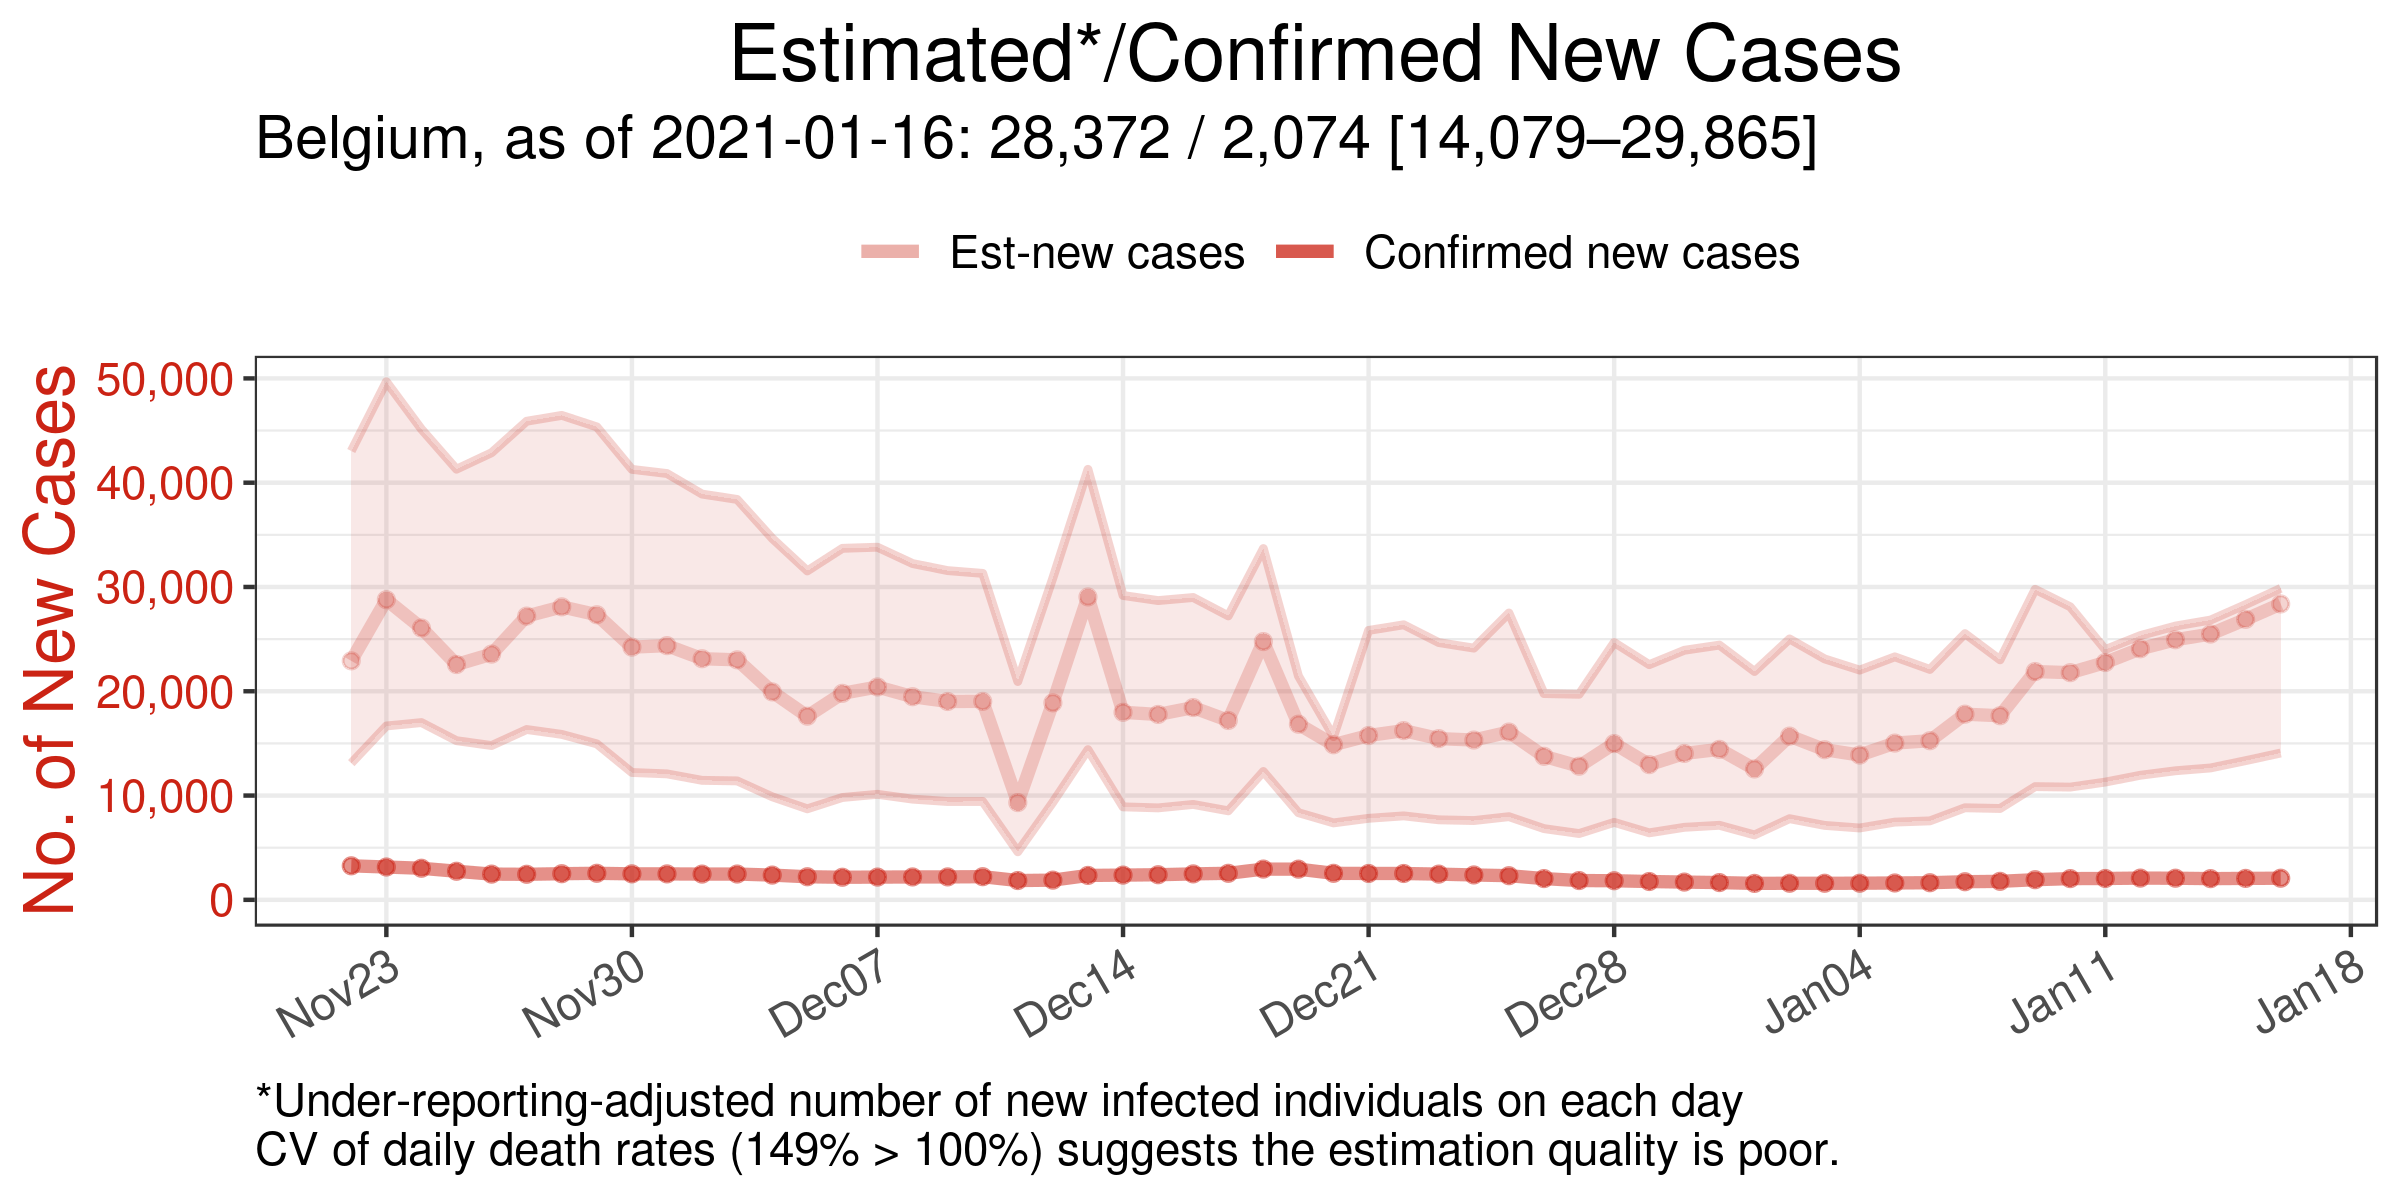 Estimated*/Confirmed New Cases
Belgium, as of 2021-01-16: 28,372 / 2,074 [14,079–29,865]
Est-new cases
Confirmed new cases
No. of New Cases
50,000
40,000
30,000
20,000
10,000
0
Nov23
Nov30
Dec07
Dec14
Dec21
Dec28
Jan04
Jan11
Jan18
*Under-reporting-adjusted number of new infected individuals on each day
CV of daily death rates (149% > 100%) suggests the estimation quality is poor.